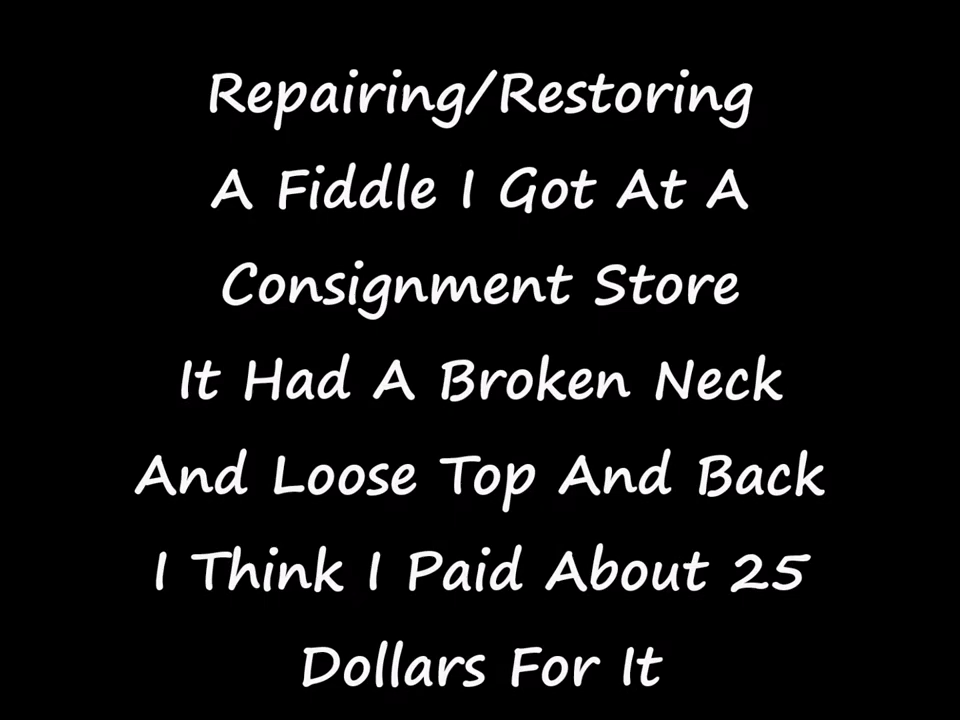 Repairing/Restoring
A Fiddle I Got At A
Consignment Store
It Had A Broken Neck
And Loose Top And Back
I Think I Paid About 25
Dollars For It